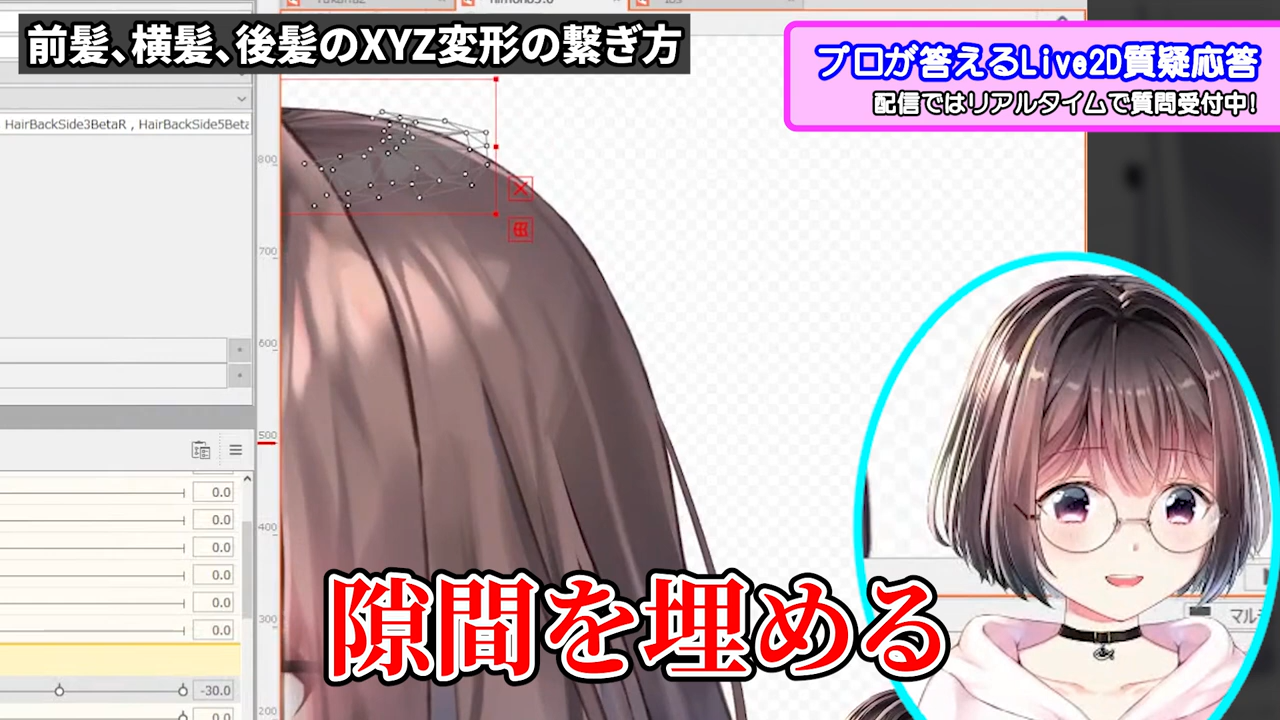 前髪、横髪、後髪のXYZ変形の繋ぎ方
プロが答えるLive2D質疑応答
配信ではリアルタイムで質問受付中!
HairBackSide3BetaR , HairBackSide5Beta
800
700
600
500
400
300
200
0.0
0.0
0.0
0.0
0.0
0.0
-30.0
0.0
隙間を埋める
マル